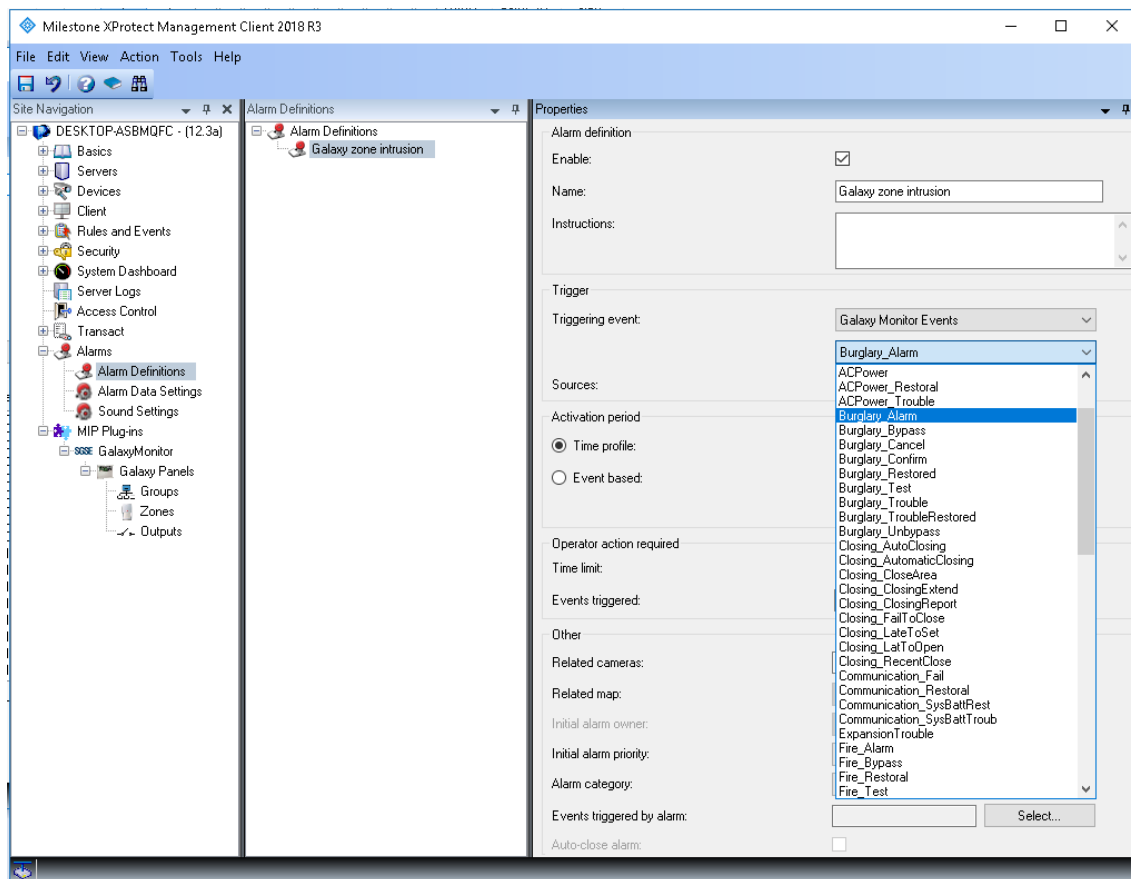 Milestone XProtect Management Client 2018 R3
File Edit View Action Tools Help
Site Navigation
DESKTOP-ASBMQFC - (12.3a)
Basics
Servers
Devices
Client
Rules and Events
Security
System Dashboard
Server Logs
Access Control
Transact
Alarms
Alarm Definitions
Alarm Data Settings
Sound Settings
MIP Plug-ins
SGSE GalaxyMonitor
Galaxy Panels
Groups
Zones
Outputs
Alarm Definitions
Alarm Definitions
Galaxy zone intrusion
Properties
Alarm definition
Enable:
Name: Galaxy zone intrusion
Instructions:
Trigger
Triggering event: Galaxy Monitor Events
Burglary_Alarm
Sources:
Activation period
Time profile:
Event based:
Operator action required
Time limit:
Events triggered:
Other
Related cameras:
Related map:
Initial alarm owner:
Initial alarm priority:
Alarm category:
Events triggered by alarm: Select...
Auto-close alarm:
ACPower
ACPower_Restoral
ACPower_Trouble
Burglary_Alarm
Burglary_Bypass
Burglary_Cancel
Burglary_Confirm
Burglary_Restored
Burglary_Test
Burglary_Trouble
Burglary_TroubleRestored
Burglary_Unbypass
Closing_AutoClosing
Closing_AutomaticClosing
Closing_CloseArea
Closing_ClosingExtend
Closing_ClosingReport
Closing_FailToClose
Closing_LateToSet
Closing_LatToOpen
Closing_RecentClose
Communication_Fail
Communication_Restoral
Communication_SysBattRest
Communication_SysBattTroub
ExpansionTrouble
Fire_Alarm
Fire_Bypass
Fire_Restoral
Fire_Test